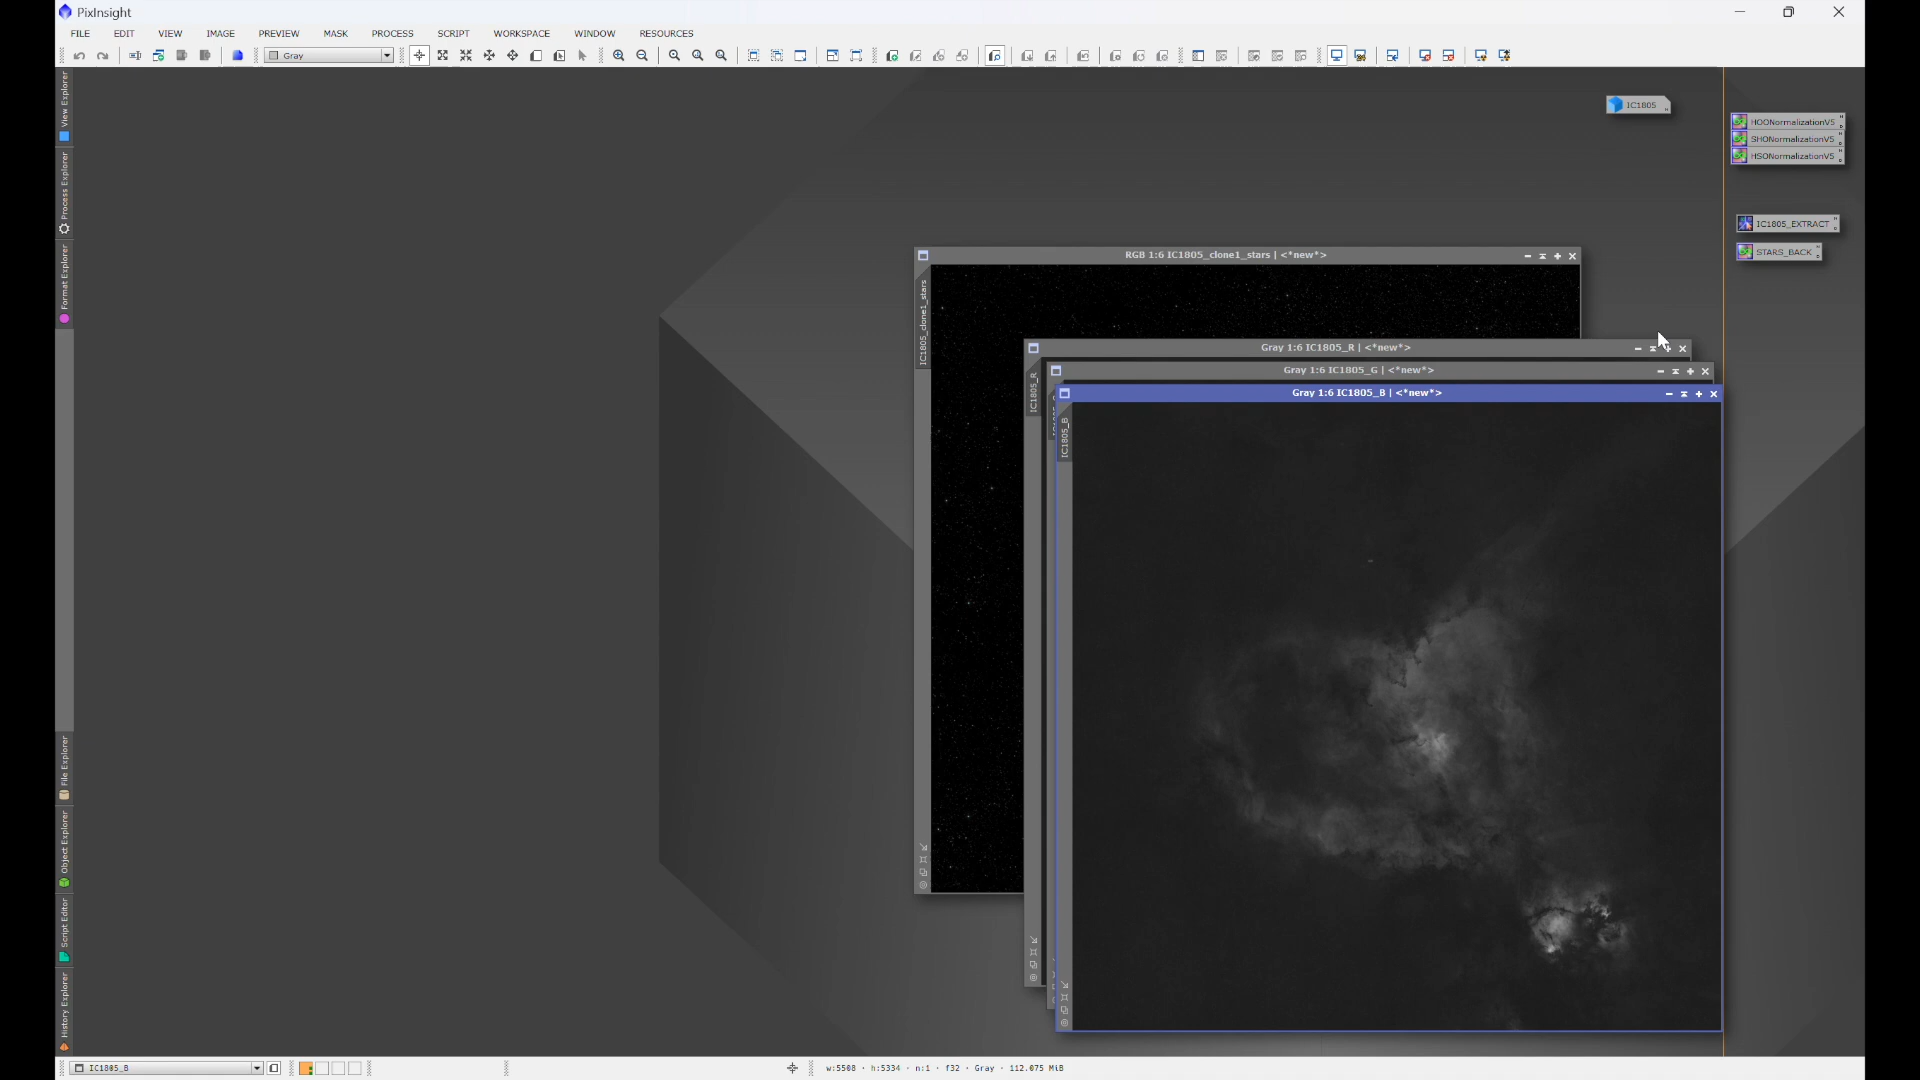 PixInsight
FILE EDIT VIEW IMAGE PREVIEW MASK PROCESS SCRIPT WORKSPACE WINDOW RESOURCES
Gray
View Explorer
Process Explorer
Format Explorer
File Explorer
Object Explorer
Script Editor
History Explorer
IC1805
HOONormalizationV5
SHONormalizationV5
HSONormalizationV5
IC1805_EXTRACT
STARS_BACK
RGB 1:6 IC1805_clone1_stars | <*new*>
IC1805_clone1_stars
Gray 1:6 IC1805_R | <*new*>
IC1805_R
Gray 1:6 IC1805_G | <*new*>
Gray 1:6 IC1805_B | <*new*>
IC1805_B
IC1805_B
w:5508 · h:5334 · n:1 · f32 · Gray · 112.075 MiB